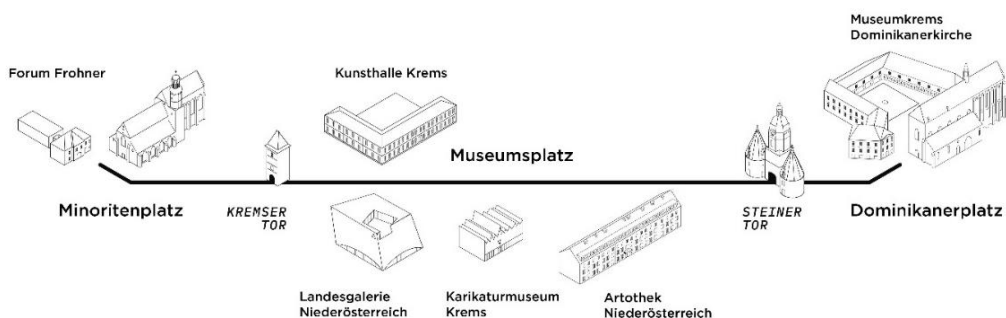 Museumkrems
Dominikanerkirche
Forum Frohner
Kunsthalle Krems
Museumsplatz
Minoritenplatz
KREMSER
TOR
STEINER
TOR
Dominikanerplatz
Landesgalerie
Niederösterreich
Karikaturmuseum
Krems
Artothek
Niederösterreich